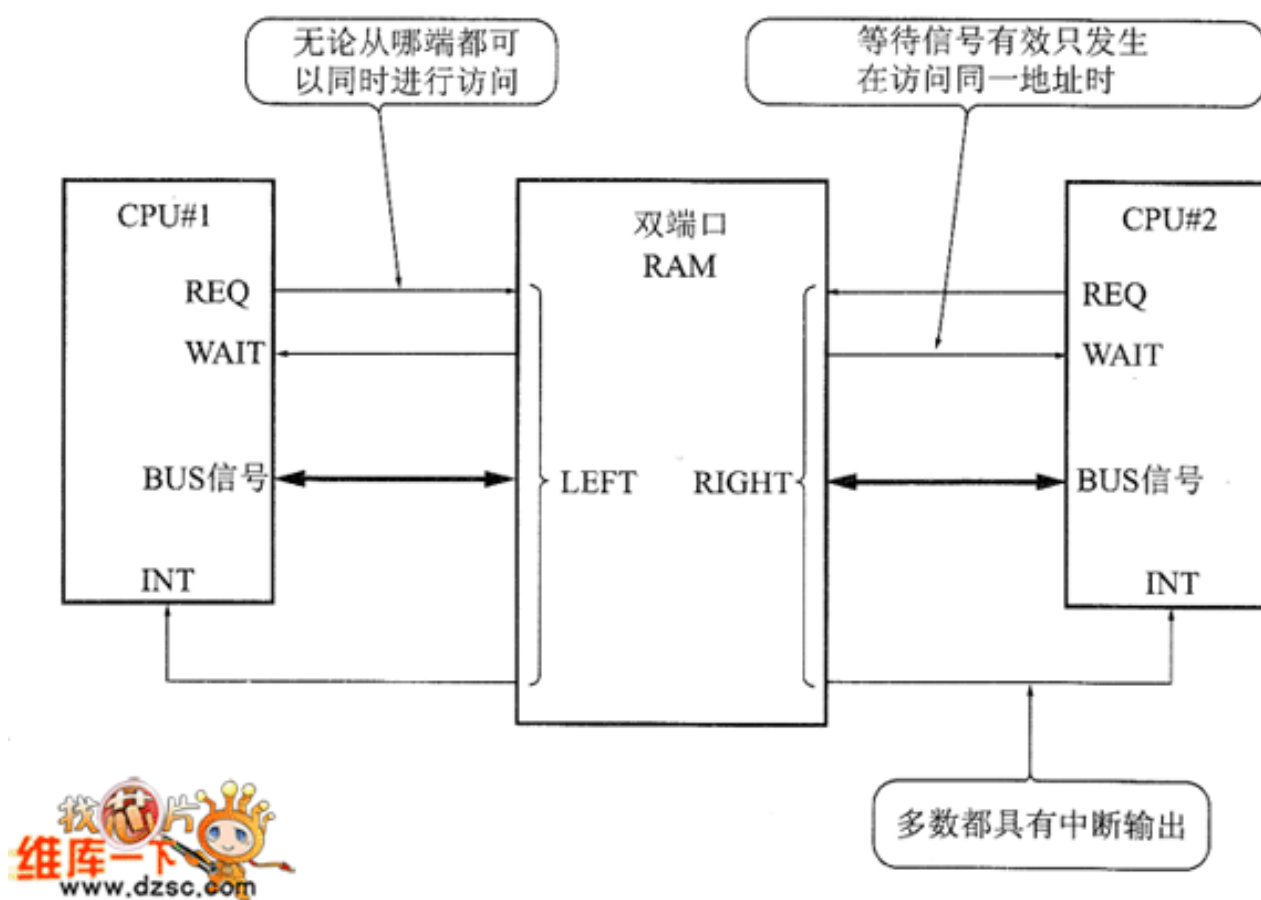 无论从哪端都可
以同时进行访问
等待信号有效只发生
在访问同一地址时
CPU#1
双端口
RAM
CPU#2
REQ
REQ
WAIT
WAIT
BUS信号
LEFT
RIGHT
BUS信号
INT
INT
多数都具有中断输出
找芯片
维库一下
www.dzsc.com